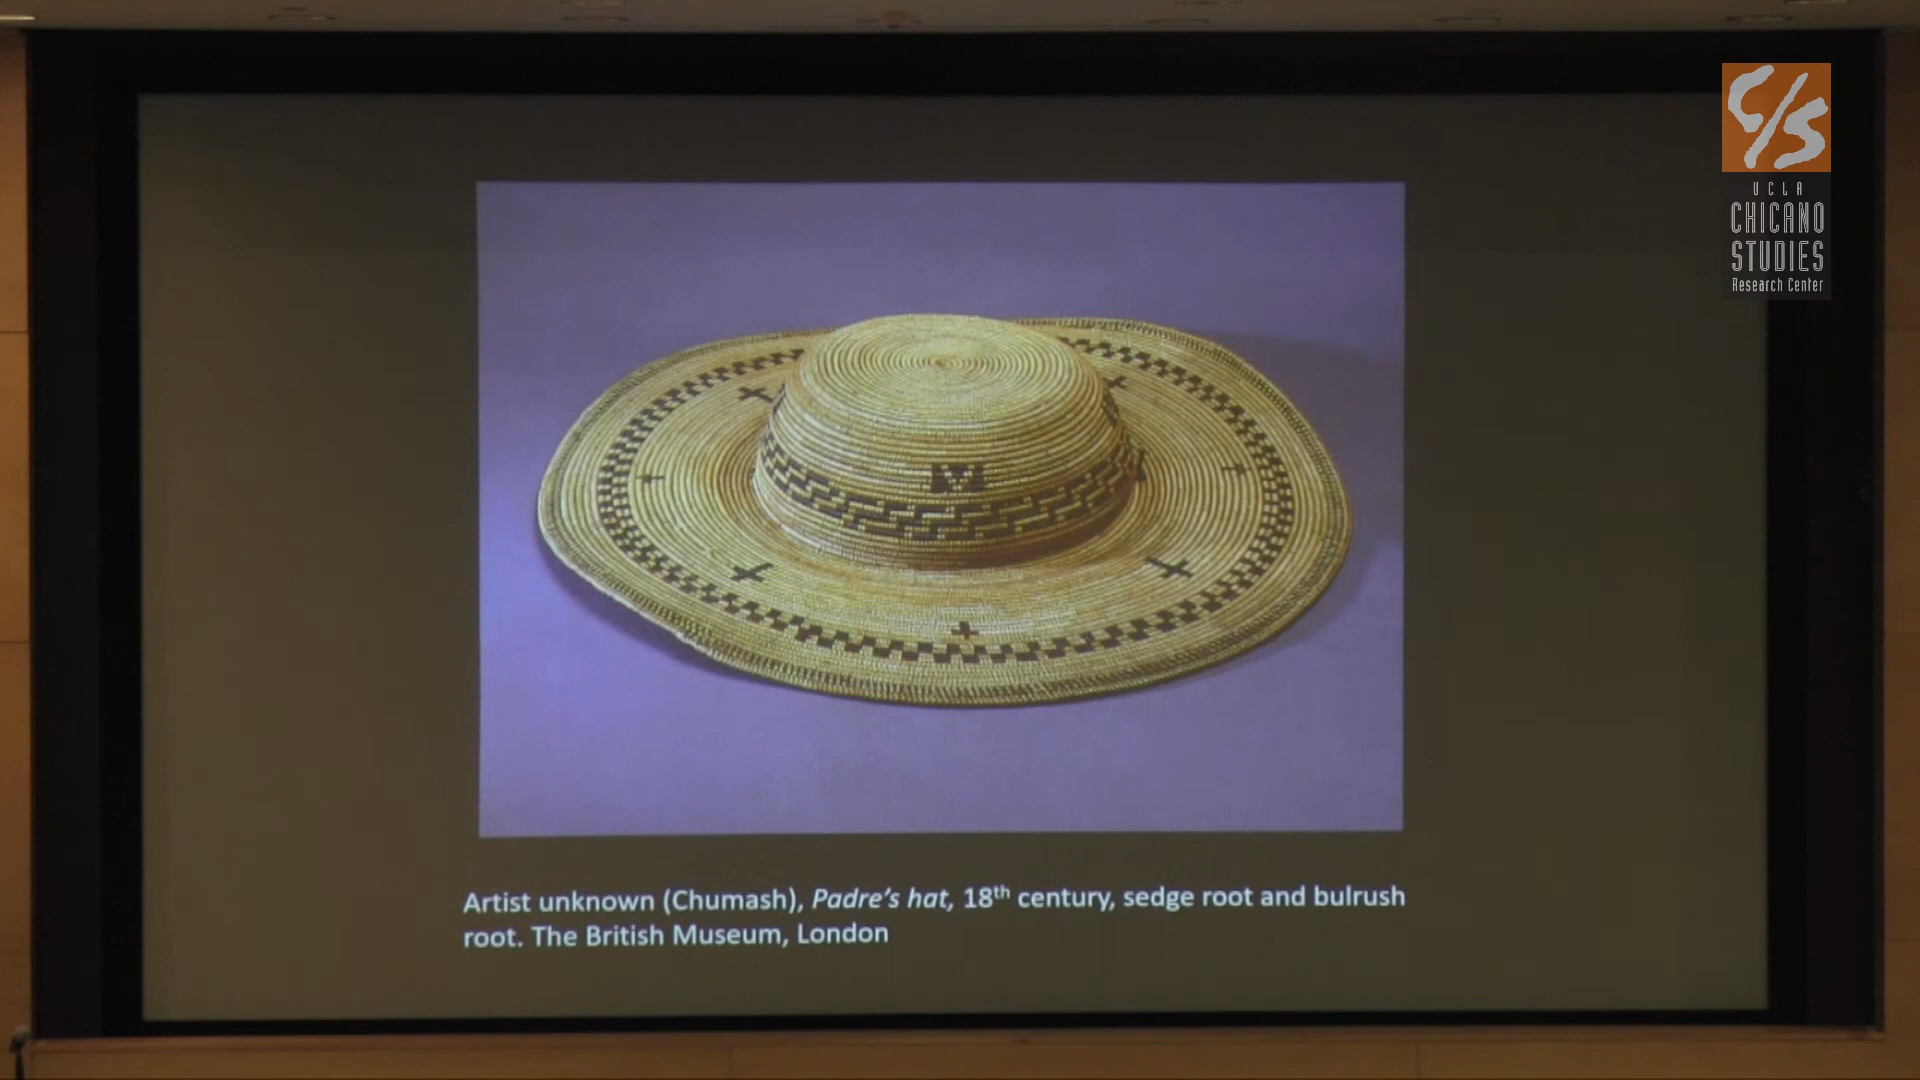 C/S
UCLA
CHICANO
STUDIES
Research Center
Artist unknown (Chumash), Padre's hat, 18th century, sedge root and bulrush
root. The British Museum, London